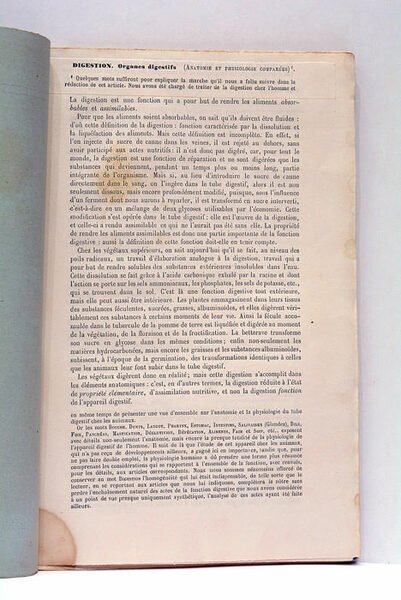 DIGESTION. Organes digestifs (ANATOMIE ET PHYSIOLOGIE COMPARÉES) ¹.
¹ Quelques mots suffiront pour expliquer la marche qu'il nous a fallu suivre dans la
rédaction de cet article. Nous avons été chargé de traiter de la digestion chez l'homme et
La digestion est une fonction qui a pour but de rendre les aliments absor-
bables et assimilables.
Pour que les aliments soient absorbables, on sait qu'ils doivent être fluides :
d'où cette définition de la digestion : fonction caractérisée par la dissolution et
la liquéfaction des aliments. Mais cette définition est incomplète. En effet, si
l'on injecte du sucre de canne dans les veines, il est rejeté au dehors, sans
avoir participé aux actes nutritifs : il n'est donc pas digéré, car, pour tout le
monde, la digestion est une fonction de réparation et ne sont digérées que les
substances qui deviennent, pendant un temps plus ou moins long, partie
intégrante de l'organisme. Mais si, au lieu d'introduire le sucre de canne
directement dans le sang, on l'ingère dans le tube digestif, alors il est non
seulement dissous, mais encore profondément modifié, puisque, sous l'influence
d'un ferment dont nous aurons à reparler, il est transformé en sucre interverti,
c'est-à-dire en un mélange de deux glycoses utilisables par l'économie. Cette
modification s'est opérée dans le tube digestif : elle est l'œuvre de la digestion,
et celle-ci a rendu assimilable ce qui ne l'aurait pas été sans elle. La propriété
de rendre les aliments assimilables est donc une partie importante de la fonction
digestive : aussi la définition de cette fonction doit-elle en tenir compte.
Chez les végétaux supérieurs, on sait aujourd'hui qu'il se fait, au niveau des
poils radicaux, un travail d'élaboration analogue à la digestion, travail qui a
pour but de rendre solubles des substances extérieures insolubles dans l'eau.
Cette dissolution se fait grâce à l'acide carbonique exhalé par la racine et dont
l'action se porte sur les sels ammoniacaux, les phosphates, les sels de potasse, etc.,
qui se trouvent dans le sol. C'est là une fonction digestive tout extérieure,
mais elle peut aussi être intérieure. Les plantes emmagasinent dans leurs tissus
des substances féculentes, sucrées, grasses, albuminoïdes, et elles digèrent véri-
tablement ces substances à certains moments de leur vie. Ainsi la fécule accu-
mulée dans le tubercule de la pomme de terre est liquéfiée et digérée au moment
de la végétation, de la floraison et de la fructification. La betterave transforme
son sucre en glycose dans les mêmes conditions ; enfin non-seulement les
matières hydrocarbonées, mais encore les graisses et les substances albuminoïdes,
subissent, à l'époque de la germination, des transformations identiques à celles
que les animaux leur font subir dans le tube digestif.
Les végétaux digèrent donc en réalité ; mais cette digestion s'accomplit dans
les éléments anatomiques : c'est, en d'autres termes, la digestion réduite à l'état
de propriété élémentaire, d'assimilation nutritive, et non la digestion fonction
de l'appareil digestif.
en même temps de présenter une vue d'ensemble sur l'anatomie et la physiologie du tube
digestif chez les animaux.
Or les mots BOUCHE, DENTS, LANGUE, PHARYNX, ESTOMAC, INTESTINS, SALIVAIRES (Glandes), BILE,
FOIE, PANCRÉAS, MASTICATION, DÉGLUTITION, DÉFÉCATION, ALIMENTS, FAIM et SOIF, etc., exposent
avec détails non-seulement l'anatomie, mais encore la presque totalité de la physiologie de
l'appareil digestif de l'homme. Il suit de là que l'étude de cet appareil chez les animaux,
qui n'a pas reçu de développements ailleurs, a gagné ici en importance, tandis que, pour
ne pas faire double emploi, la physiologie humaine a dû prendre une forme plus résumée
comprenant les considérations qui se rapportent à l'ensemble de la fonction, avec renvois,
pour les détails, aux articles correspondants. Nous nous sommes néanmoins efforcé de
conserver au mot DIGESTION l'homogénéité qui lui était indispensable, de telle sorte que le
lecteur, en se reportant aux articles que nous lui indiquons, complètera le nôtre sans
perdre l'enchaînement naturel des actes de la fonction digestive que nous avons considérée
à un point de vue presque uniquement synthétique, l'analyse de ces actes ayant été faite
ailleurs.